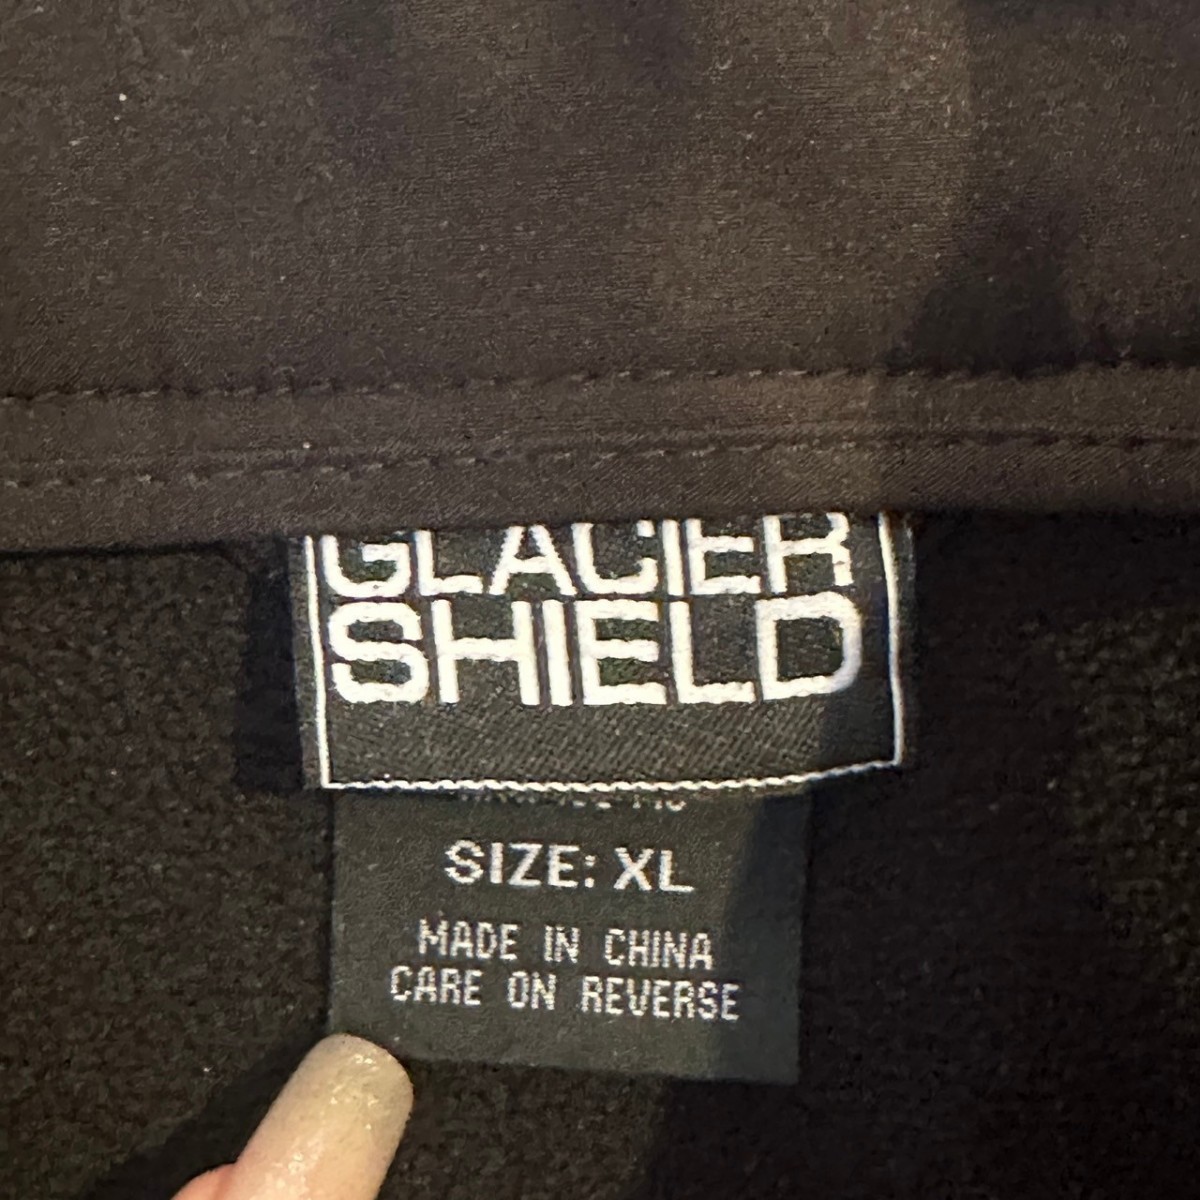 GLACIER
SHIELD
SIZE: XL
MADE IN CHINA
CARE ON REVERSE